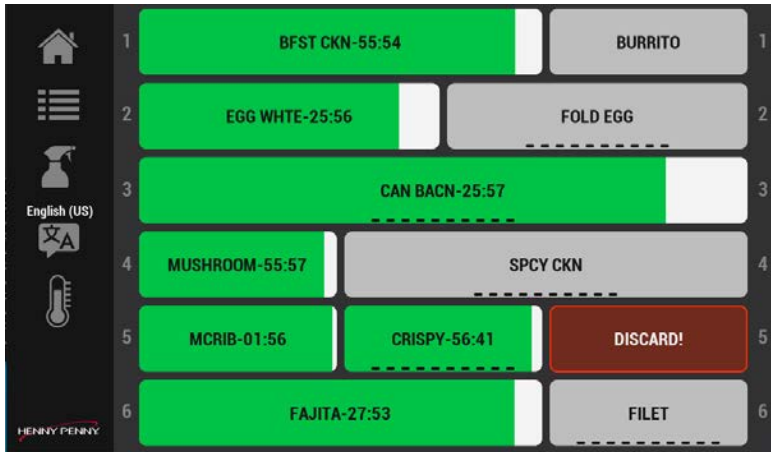 1 BFST CKN-55:54 BURRITO 1
2 EGG WHTE-25:56 FOLD EGG 2
3 CAN BACN-25:57 3
English (US)
文A
4 MUSHROOM-55:57 SPCY CKN 4
5 MCRIB-01:56 CRISPY-56:41 DISCARD! 5
6 FAJITA-27:53 FILET 6
HENNY PENNY